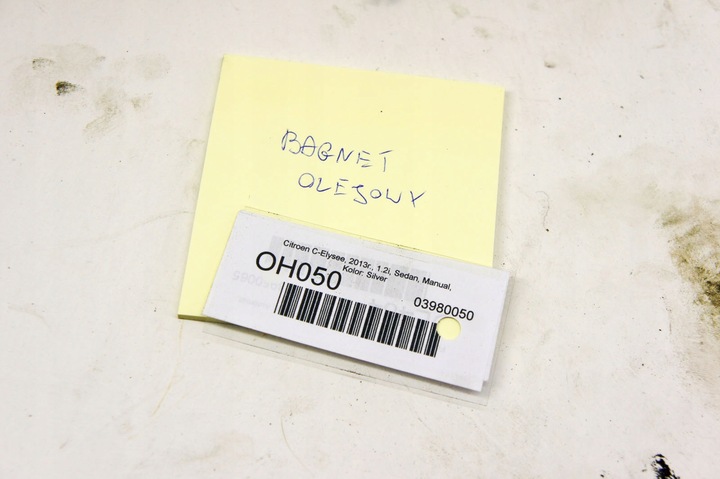 BAGNET
OLEJOWY
Citroen C-Elysee, 2013r., 1.2i, Sedan, Manual,
Kolor: Silver
OH050
03980050